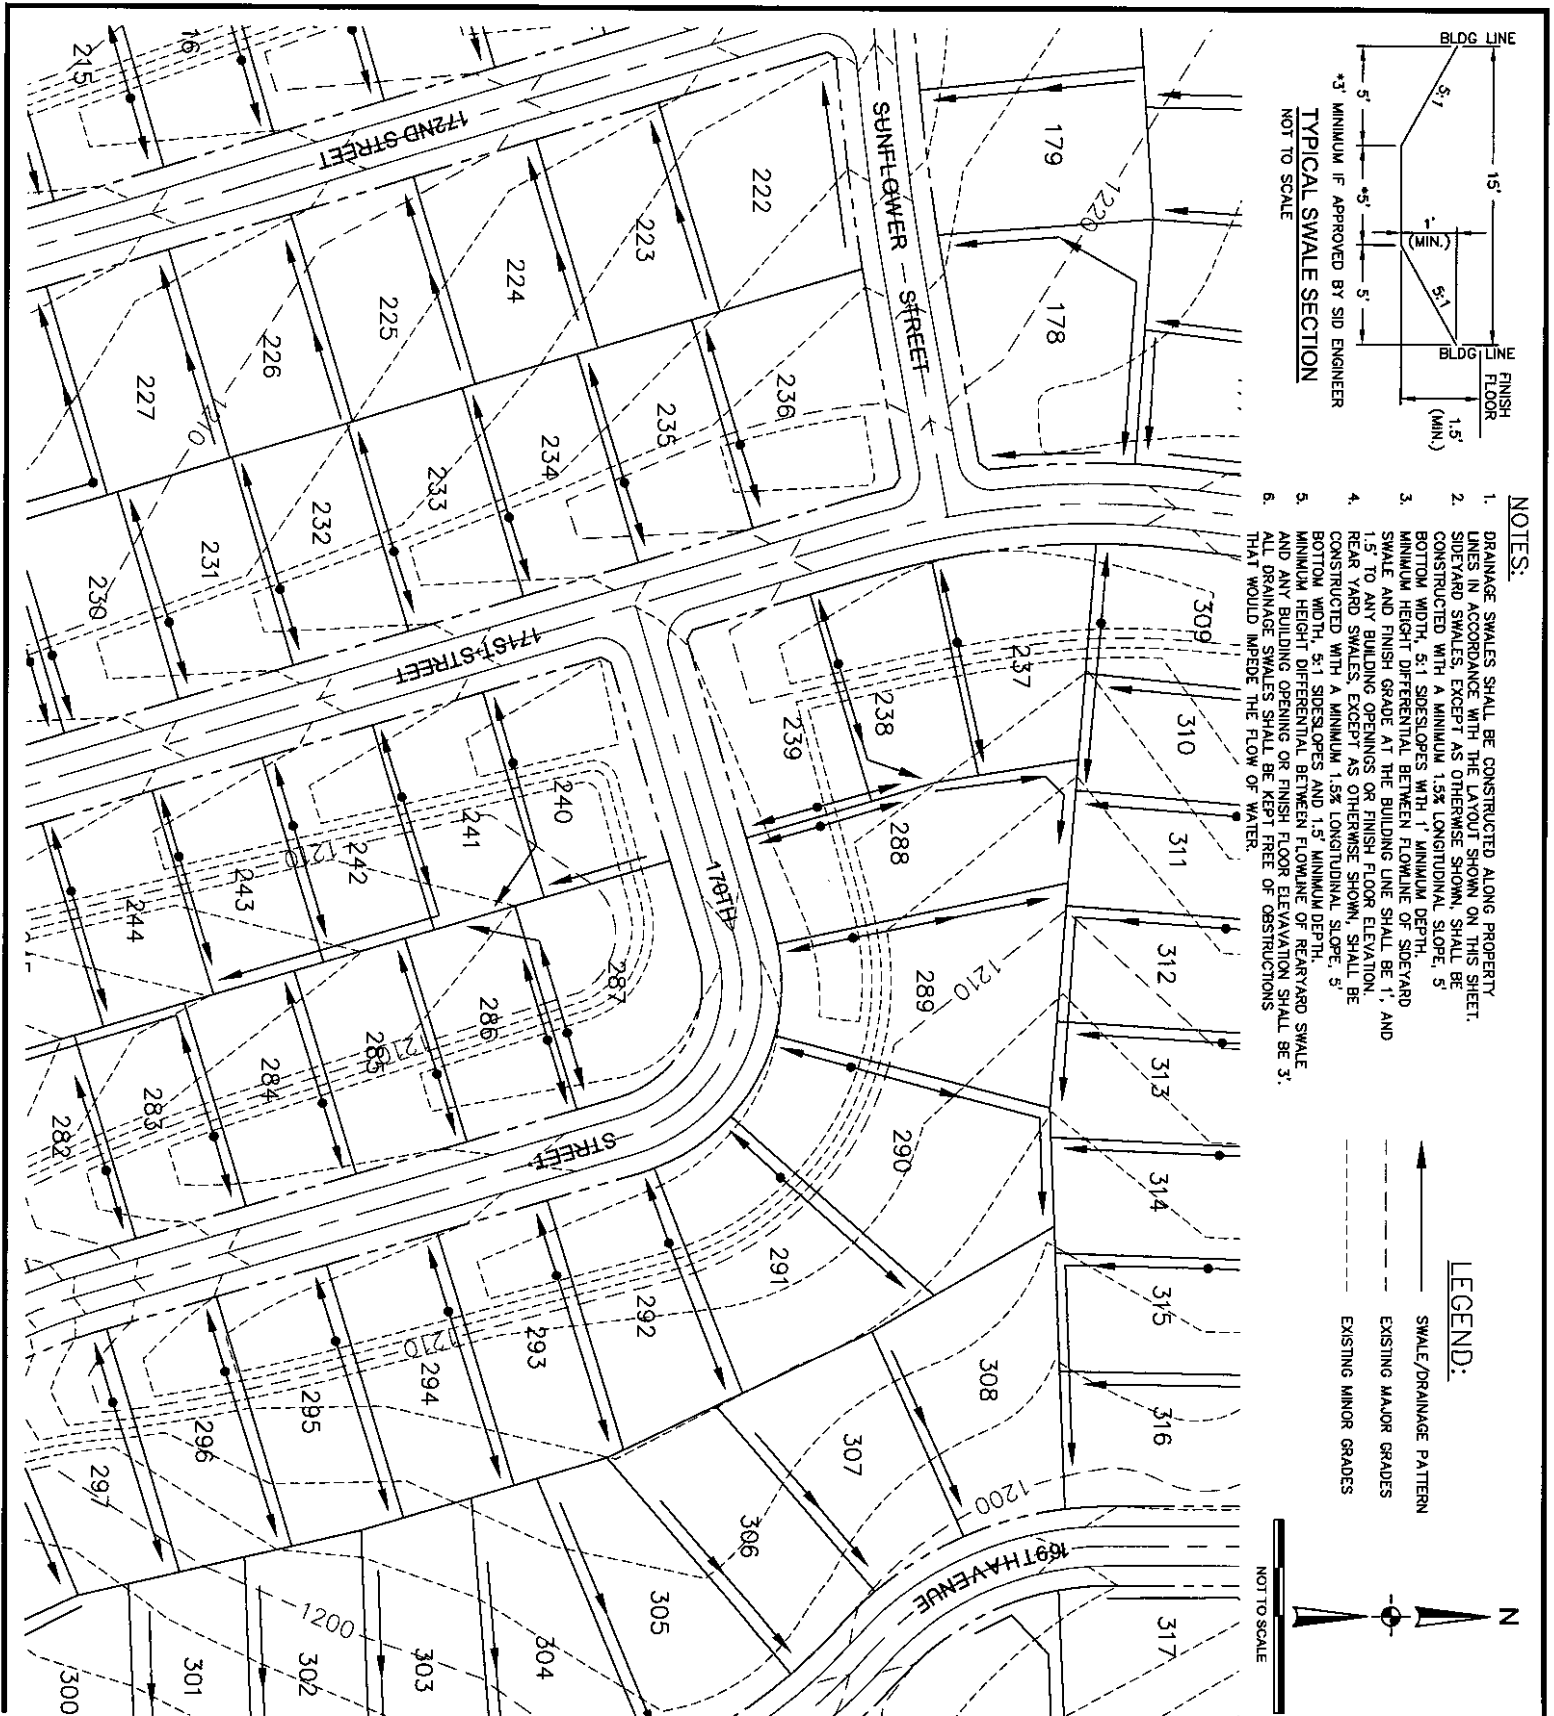 NOTES:
1. DRAINAGE SWALES SHALL BE CONSTRUCTED ALONG PROPERTY
LINES IN ACCORDANCE WITH THE LAYOUT SHOWN ON THIS SHEET.
2. SIDEYARD SWALES, EXCEPT AS OTHERWISE SHOWN, SHALL BE
CONSTRUCTED WITH A MINIMUM 1.5% LONGITUDINAL SLOPE, 5'
BOTTOM WIDTH, 5:1 SIDESLOPES WITH 1' MINIMUM DEPTH.
3. MINIMUM HEIGHT DIFFERENTIAL BETWEEN FLOWLINE OF SIDEYARD
SWALE AND FINISH GRADE AT THE BUILDING LINE SHALL BE 1', AND
1.5' TO ANY BUILDING OPENINGS OR FINISH FLOOR ELEVATION.
4. REAR YARD SWALES, EXCEPT AS OTHERWISE SHOWN, SHALL BE
CONSTRUCTED WITH A MINIMUM 1.5% LONGITUDINAL SLOPE, 5'
BOTTOM WIDTH, 5:1 SIDESLOPES AND 1.5' MINIMUM DEPTH.
5. MINIMUM HEIGHT DIFFERENTIAL BETWEEN FLOWLINE OF REARYARD SWALE
AND ANY BUILDING OPENING OR FINISH FLOOR ELEVAVATION SHALL BE 3'.
6. ALL DRAINAGE SWALES SHALL BE KEPT FREE OF OBSTRUCTIONS
THAT WOULD IMPEDE THE FLOW OF WATER.
BLDG LINE
15'
BLDG LINE
FINISH
FLOOR
5:1
1'
(MIN.)
5:1
1.5'
(MIN.)
5'
*5'
5'
*3' MINIMUM IF APPROVED BY SID ENGINEER
TYPICAL SWALE SECTION
NOT TO SCALE
LEGEND:
SWALE/DRAINAGE PATTERN
EXISTING MAJOR GRADES
EXISTING MINOR GRADES
N
NOT TO SCALE
179
1220
178
309
310
311
312
313
314
315
316
317
SUNFLOWER STREET
222
223
224
225
226
227
1210
236
235
234
233
232
231
230
172ND STREET
215
16
171ST STREET
237
238
239
288
289
1210
290
291
292
293
294
1210
295
296
297
170TH
STREET
240
241
242
1210
243
244
287
286
285
1210
284
283
282
308
307
306
305
304
303
302
301
300
1200
1200
169TH AVENUE